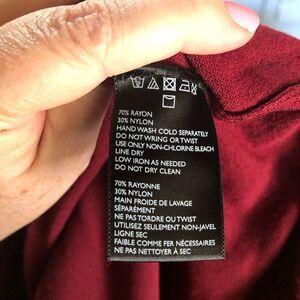 70% RAYON
30% NYLON
HAND WASH COLD SEPARATELY
DO NOT WRING OR TWIST
USE ONLY NON-CHLORINE BLEACH
LINE DRY
LOW IRON AS NEEDED
DO NOT DRY CLEAN
70% RAYONNE
30% NYLON
MAIN FROIDE DE LAVAGE
SÉPARÉMENT
NE PAS TORDRE OU TWIST
UTILISEZ SEULEMENT NON-JAVEL
LIGNE SEC
FAIBLE COMME FER NÉCESSAIRES
NE PAS NETTOYER À SEC